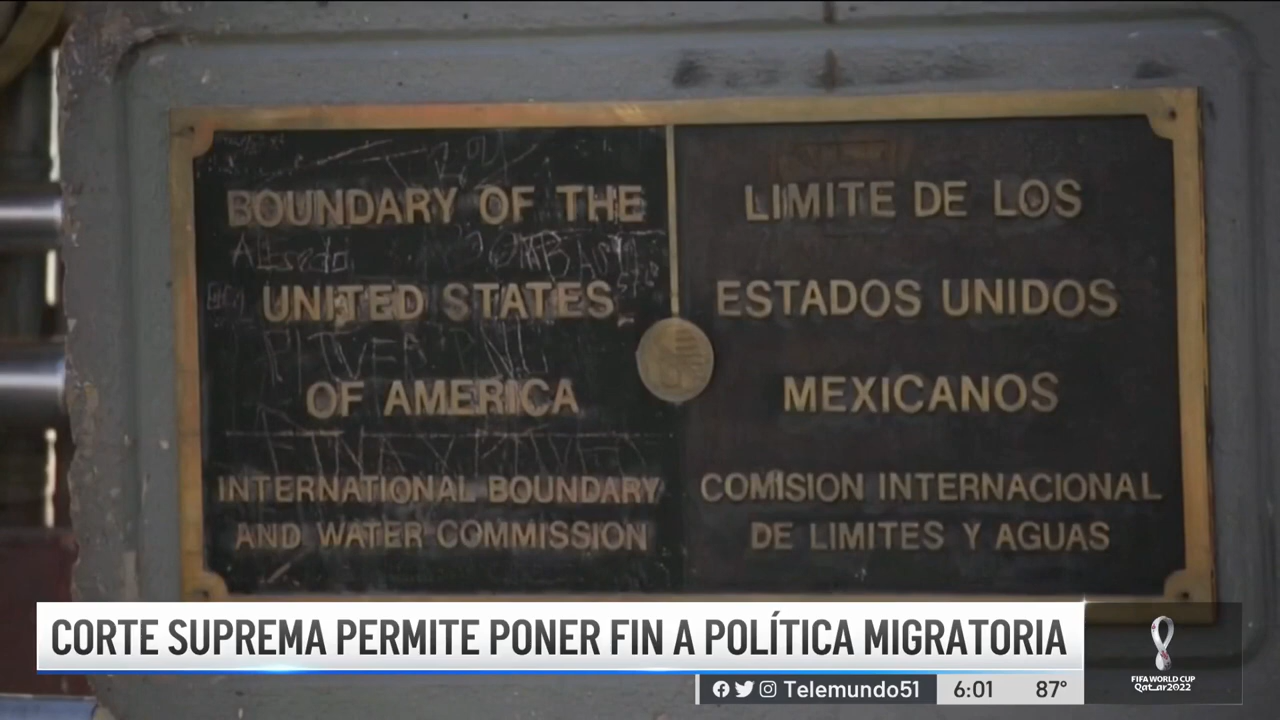 BOUNDARY OF THE
UNITED STATES
OF AMERICA
INTERNATIONAL BOUNDARY
AND WATER COMMISSION
LIMITE DE LOS
ESTADOS UNIDOS
MEXICANOS
COMISION INTERNACIONAL
DE LIMITES Y AGUAS
Alfredo
CORTE SUPREMA PERMITE PONER FIN A POLÍTICA MIGRATORIA
Telemundo51 6:01 87°
FIFA WORLD CUP
Qatar2022